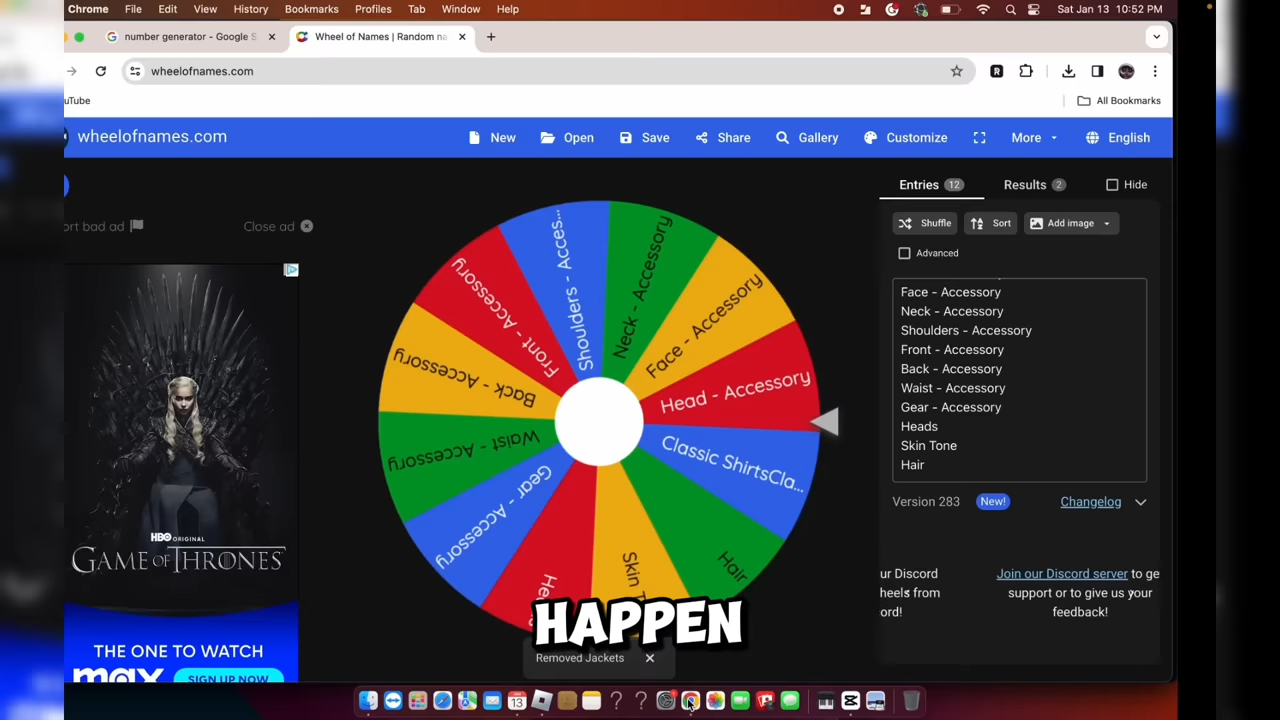 Chrome File Edit View History Bookmarks Profiles Tab Window Help Sat Jan 13 10:52 PM
number generator - Google S Wheel of Names | Random na
wheelofnames.com
uTube All Bookmarks
wheelofnames.com New Open Save Share Gallery Customize More English
Entries 12 Results 2 Hide
ort bad ad Close ad
Shuffle Sort Add image
Advanced
Face - Accessory
Neck - Accessory
Shoulders - Accessory
Front - Accessory
Back - Accessory
Waist - Accessory
Gear - Accessory
Heads
Skin Tone
Hair
Version 283 New! Changelog
ur Discord Join our Discord server to ge
heels from support or to give us your
ord! feedback!
Shoulders - Acces...
Neck - Accessory
Face - Accessory
Head - Accessory
Classic ShirtsCla...
Hair
Skin T
He
Gear - Accessory
Waist - Accessory
Back - Accessory
Front - Accessory
HBO ORIGINAL
GAME OF THRONES
THE ONE TO WATCH
max SIGN UP NOW
HAPPEN
Removed Jackets
13